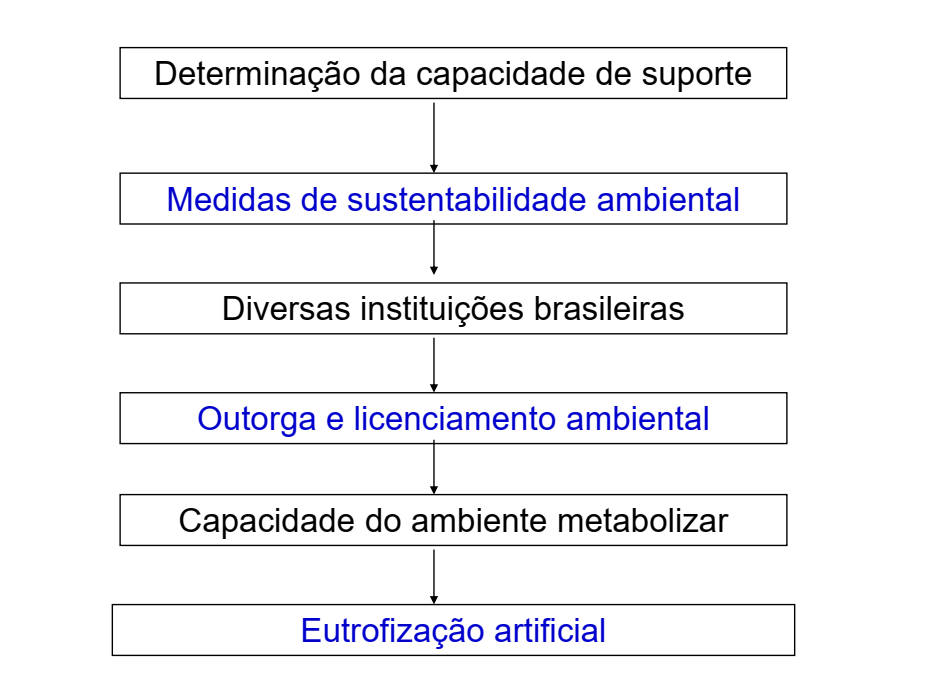 Determinação da capacidade de suporte
Medidas de sustentabilidade ambiental
Diversas instituições brasileiras
Outorga e licenciamento ambiental
Capacidade do ambiente metabolizar
Eutrofização artificial